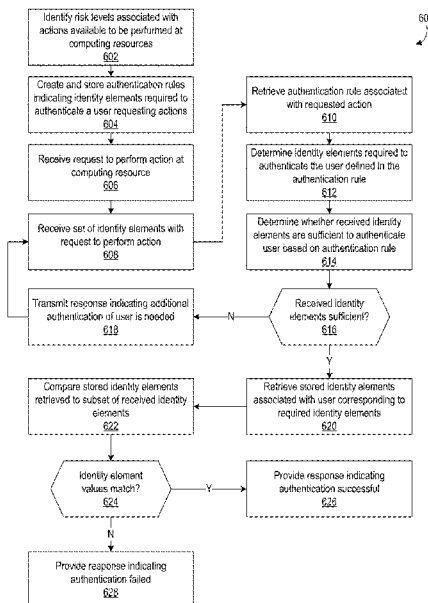 Identify risk levels associated with
actions available to be performed at
computing resources
602
Create and store authentication rules
indicating identity elements required to
authenticate a user requesting actions
604
Receive request to perform action at
computing resource
606
Receive set of identity elements with
request to perform action
608
60
Retrieve authentication rule associated
with requested action
610
Determine identity elements required to
authenticate the user defined in the
authentication rule
612
Determine whether received identity
elements are sufficient to authenticate
user based on authentication rule
614
Received identity
elements sufficient?
616
N
Transmit response indicating additional
authentication of user is needed
618
Y
Retrieve stored identity elements
associated with user corresponding to
required identity elements
620
Compare stored identity elements
retrieved to subset of received identity
elements
622
Identity element
values match?
624
Y
Provide response indicating
authentication successful
626
N
Provide response indicating
authentication failed
628